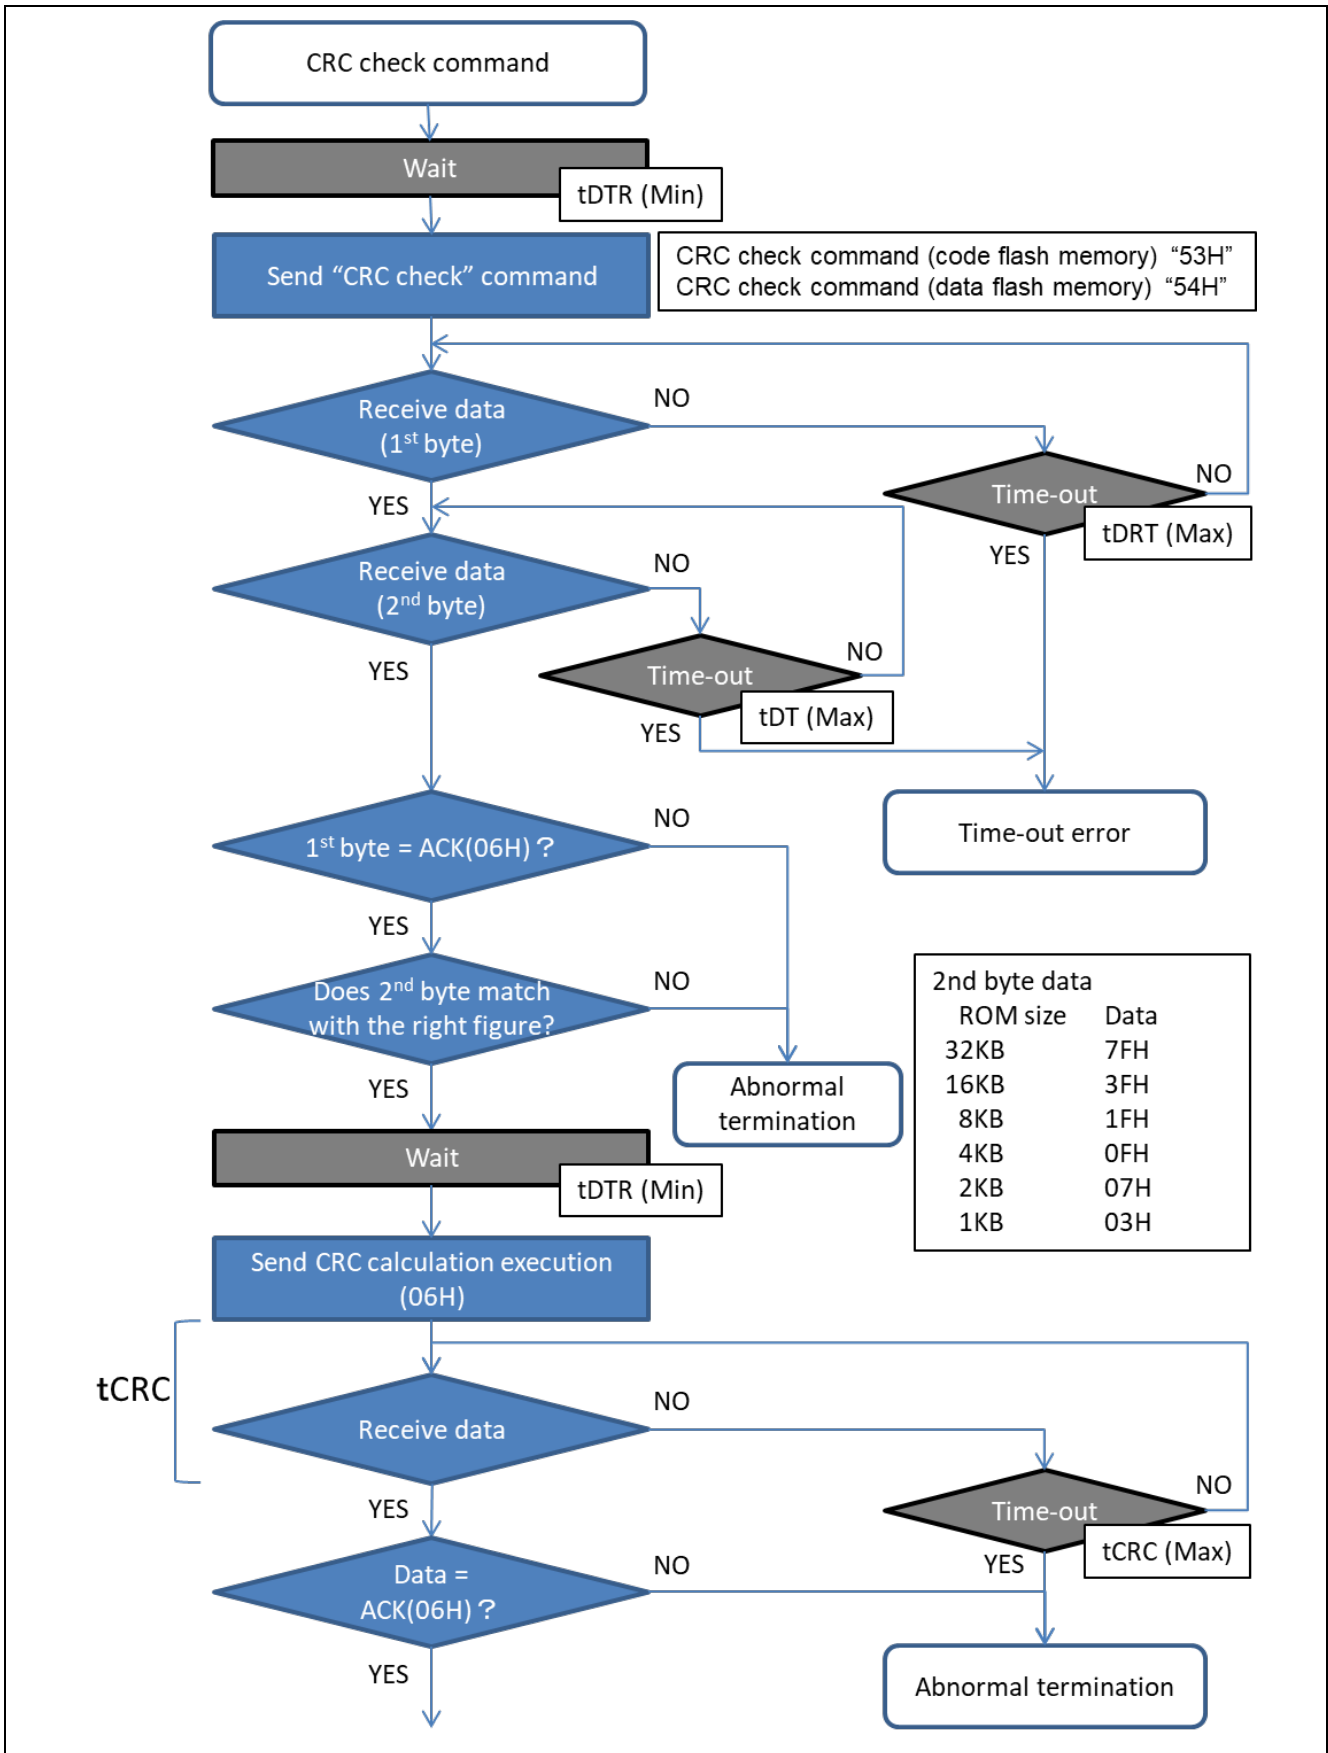 CRC check command
Wait
tDTR (Min)
Send “CRC check” command
CRC check command (code flash memory) “53H”
CRC check command (data flash memory) “54H”
Receive data
(1st byte)
NO
Time-out
NO
tDRT (Max)
YES
YES
Receive data
(2nd byte)
NO
Time-out
NO
tDT (Max)
YES
YES
Time-out error
1st byte = ACK(06H) ?
NO
YES
Does 2nd byte match
with the right figure?
NO
YES
Abnormal
termination
2nd byte data
ROM size Data
32KB 7FH
16KB 3FH
8KB 1FH
4KB 0FH
2KB 07H
1KB 03H
Wait
tDTR (Min)
Send CRC calculation execution
(06H)
tCRC
Receive data
NO
Time-out
NO
tCRC (Max)
YES
YES
Data =
ACK(06H) ?
NO
YES
Abnormal termination